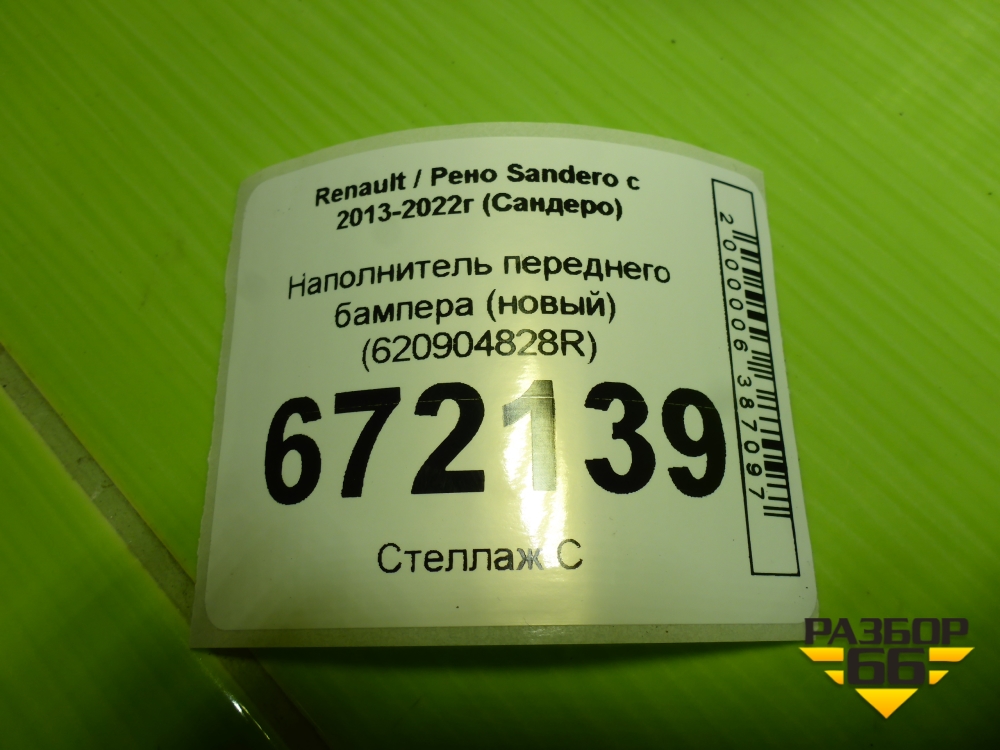 Renault / Рено Sandero с
2013-2022г (Сандеро)
Наполнитель переднего
бампера (новый)
(620904828R)
672139
Стеллаж C
2000006387097
РАЗБОР
66